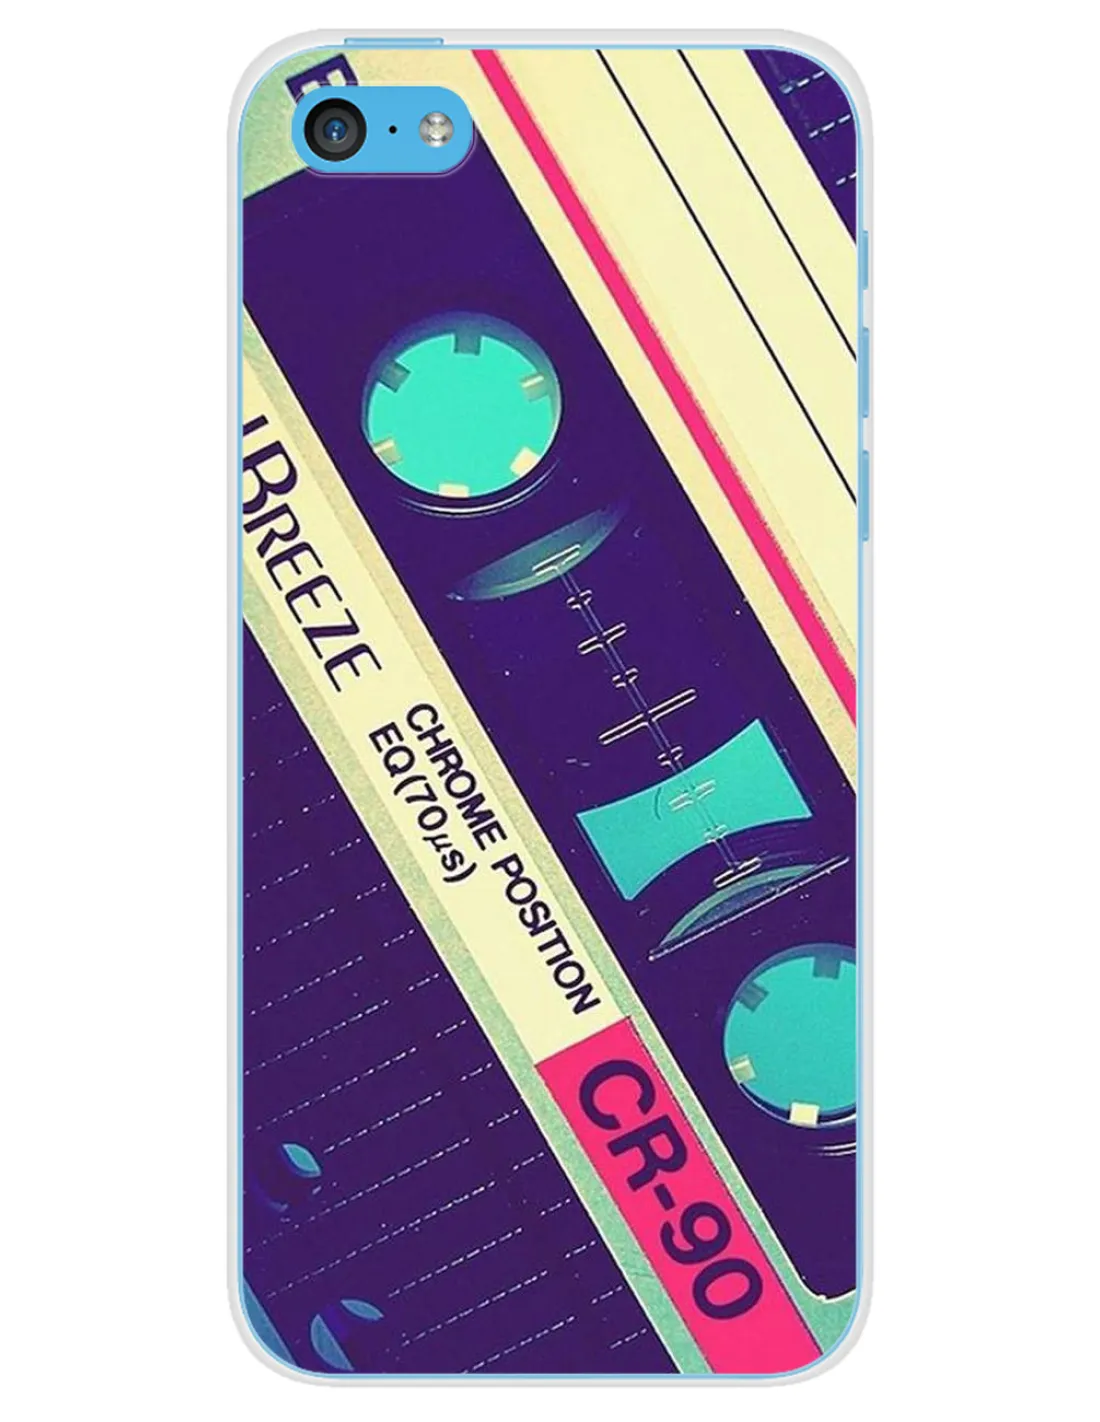 BREEZE
CHROME POSITION
EQ(70µs)
CR-90